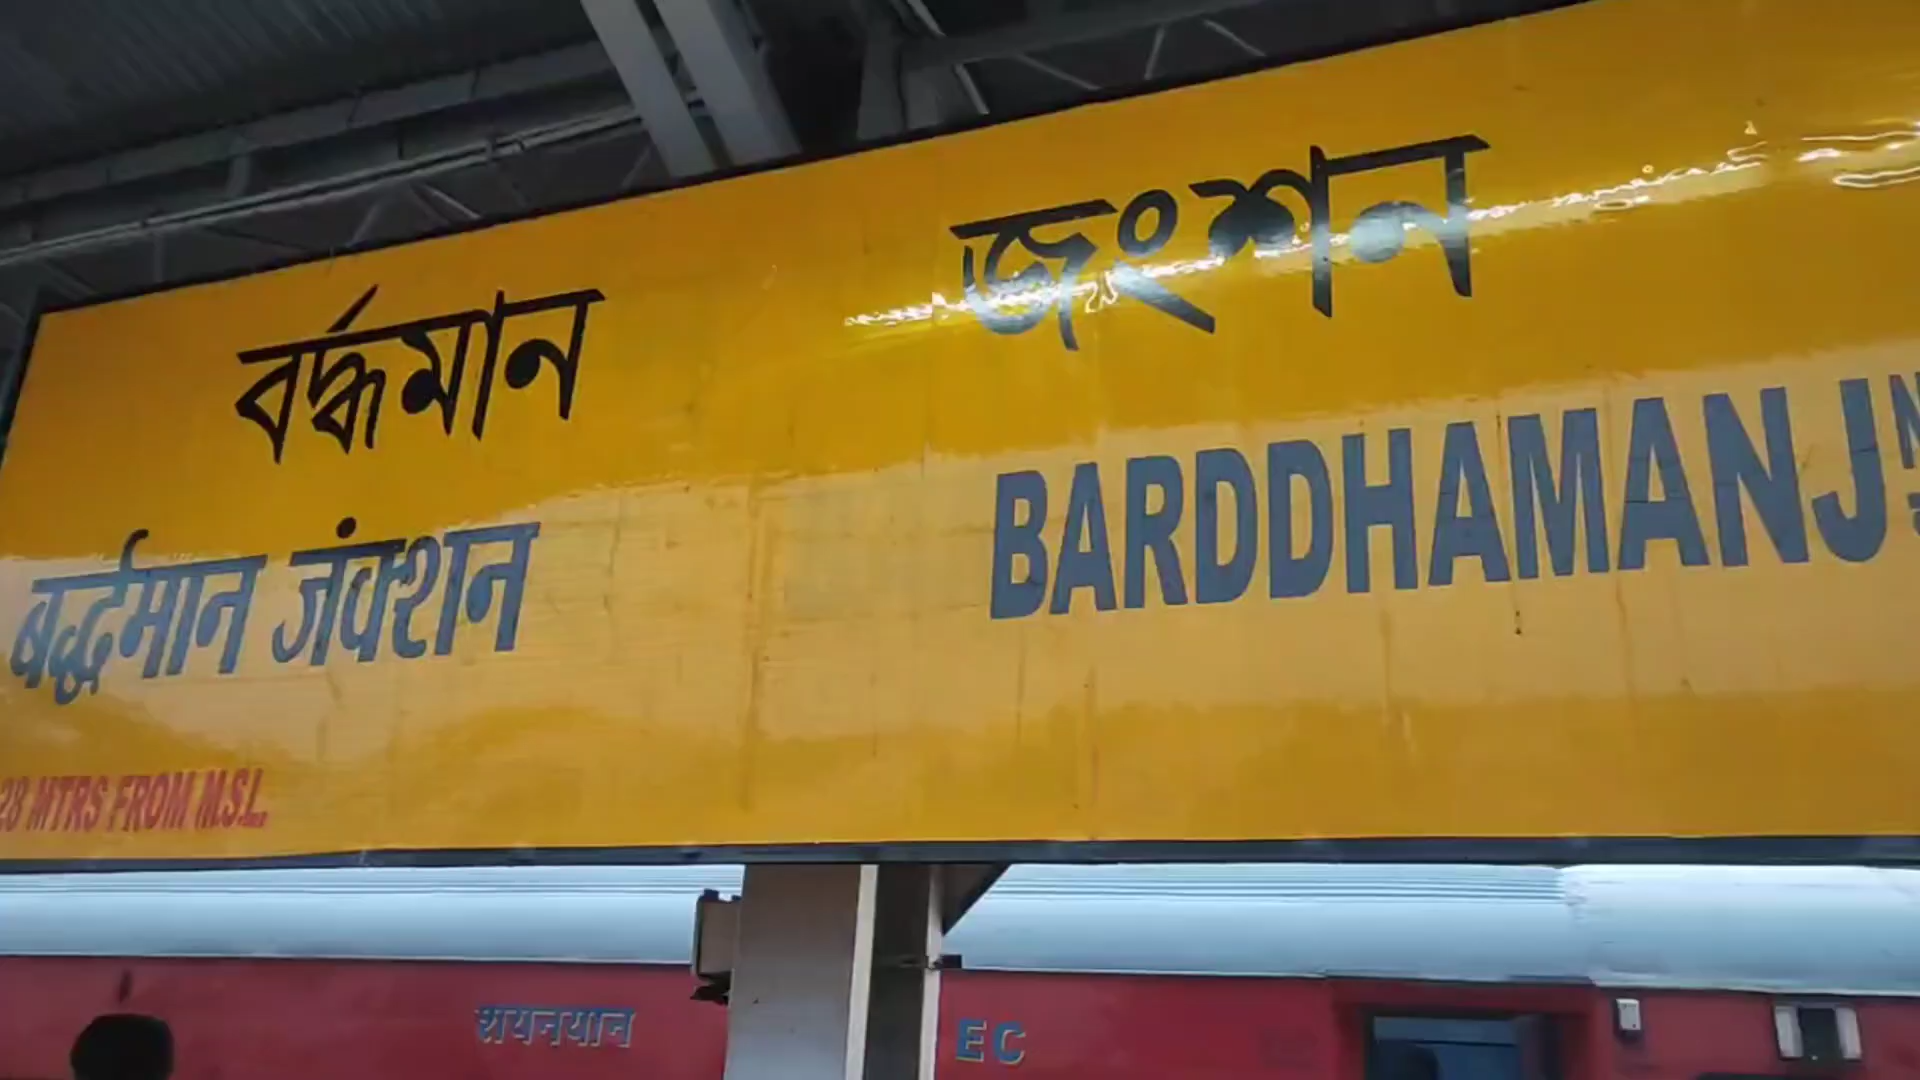 বর্দ্ধমান জংশন
बर्द्धमान जंक्शन BARDDHAMAN JN
28 MTRS FROM M.S.L.
शयनयान EC